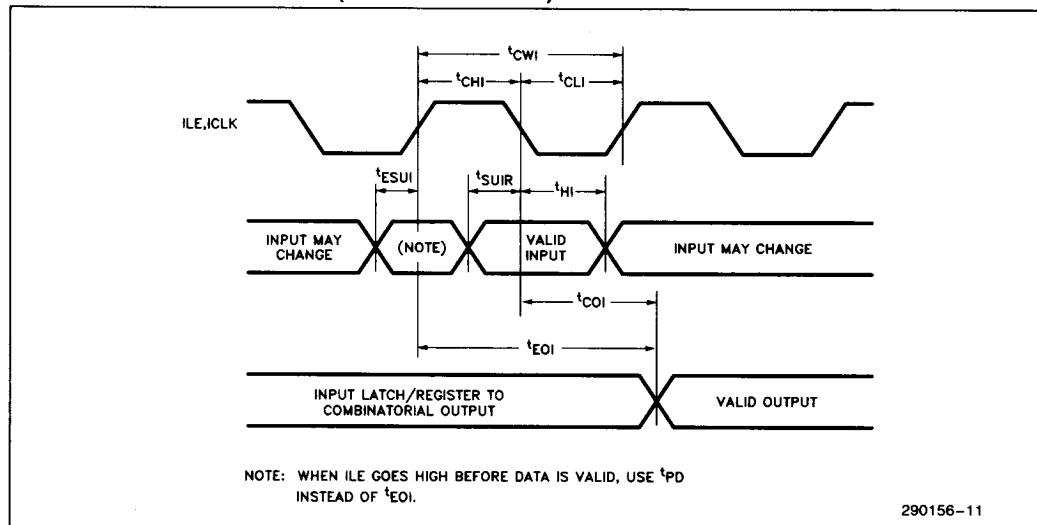 tCWI
tCHI
tCLI
ILE,ICLK
tESUI
tSUIR
tHI
INPUT MAY
CHANGE
(NOTE)
VALID
INPUT
INPUT MAY CHANGE
tCOI
tEOI
INPUT LATCH/REGISTER TO
COMBINATORIAL OUTPUT
VALID OUTPUT
NOTE: WHEN ILE GOES HIGH BEFORE DATA IS VALID, USE tPD
INSTEAD OF tEOI.
290156-11